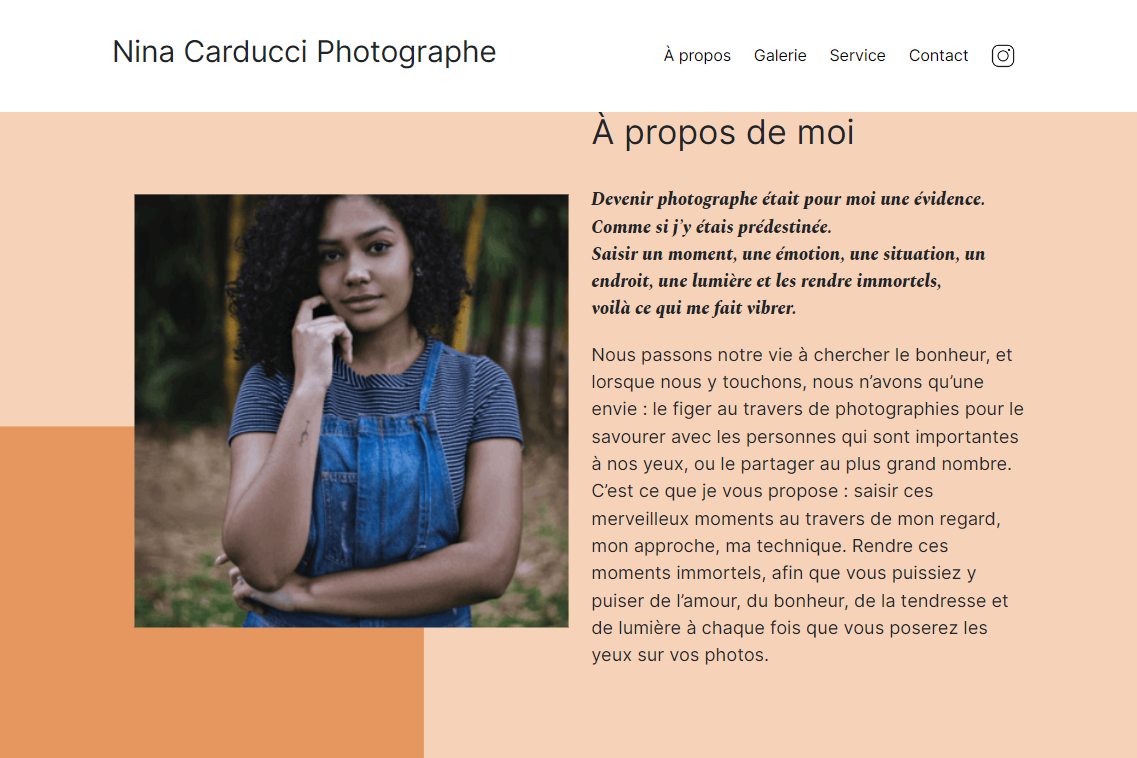 Nina Carducci Photographe
À propos Galerie Service Contact
À propos de moi
Devenir photographe était pour moi une évidence.
Comme si j’y étais prédestinée.
Saisir un moment, une émotion, une situation, un
endroit, une lumière et les rendre immortels,
voilà ce qui me fait vibrer.
Nous passons notre vie à chercher le bonheur, et
lorsque nous y touchons, nous n’avons qu’une
envie : le figer au travers de photographies pour le
savourer avec les personnes qui sont importantes
à nos yeux, ou le partager au plus grand nombre.
C’est ce que je vous propose : saisir ces
merveilleux moments au travers de mon regard,
mon approche, ma technique. Rendre ces
moments immortels, afin que vous puissiez y
puiser de l’amour, du bonheur, de la tendresse et
de lumière à chaque fois que vous poserez les
yeux sur vos photos.